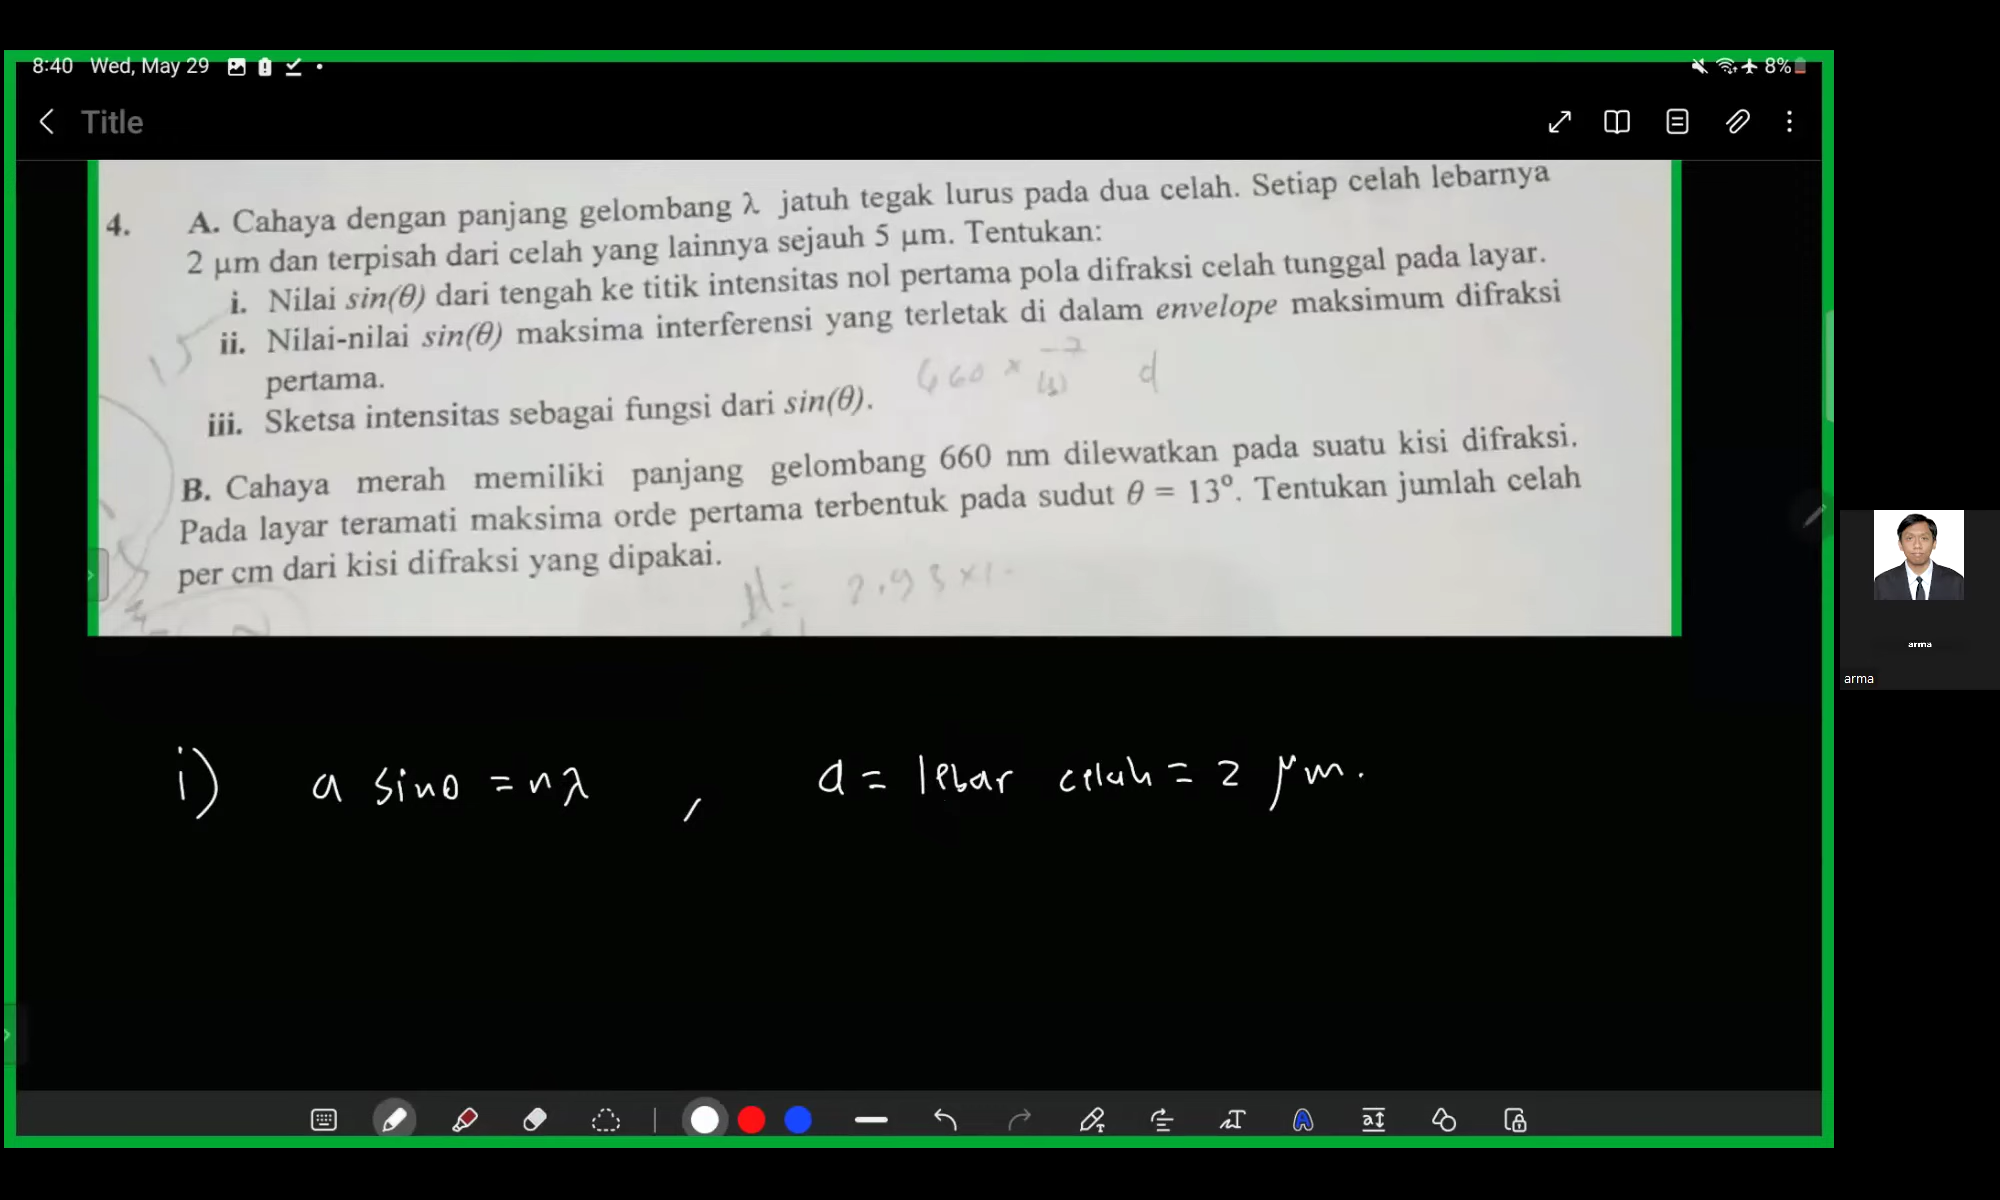 8:40 Wed, May 29
8%
Title
4. A. Cahaya dengan panjang gelombang λ jatuh tegak lurus pada dua celah. Setiap celah lebarnya
2 μm dan terpisah dari celah yang lainnya sejauh 5 μm. Tentukan:
i. Nilai sin(θ) dari tengah ke titik intensitas nol pertama pola difraksi celah tunggal pada layar.
ii. Nilai-nilai sin(θ) maksima interferensi yang terletak di dalam envelope maksimum difraksi
pertama.
iii. Sketsa intensitas sebagai fungsi dari sin(θ).
d
B. Cahaya merah memiliki panjang gelombang 660 nm dilewatkan pada suatu kisi difraksi.
Pada layar teramati maksima orde pertama terbentuk pada sudut θ = 13°. Tentukan jumlah celah
per cm dari kisi difraksi yang dipakai.
i) a sin θ = nλ , a = lebar celah = 2 μm.
arma
arma